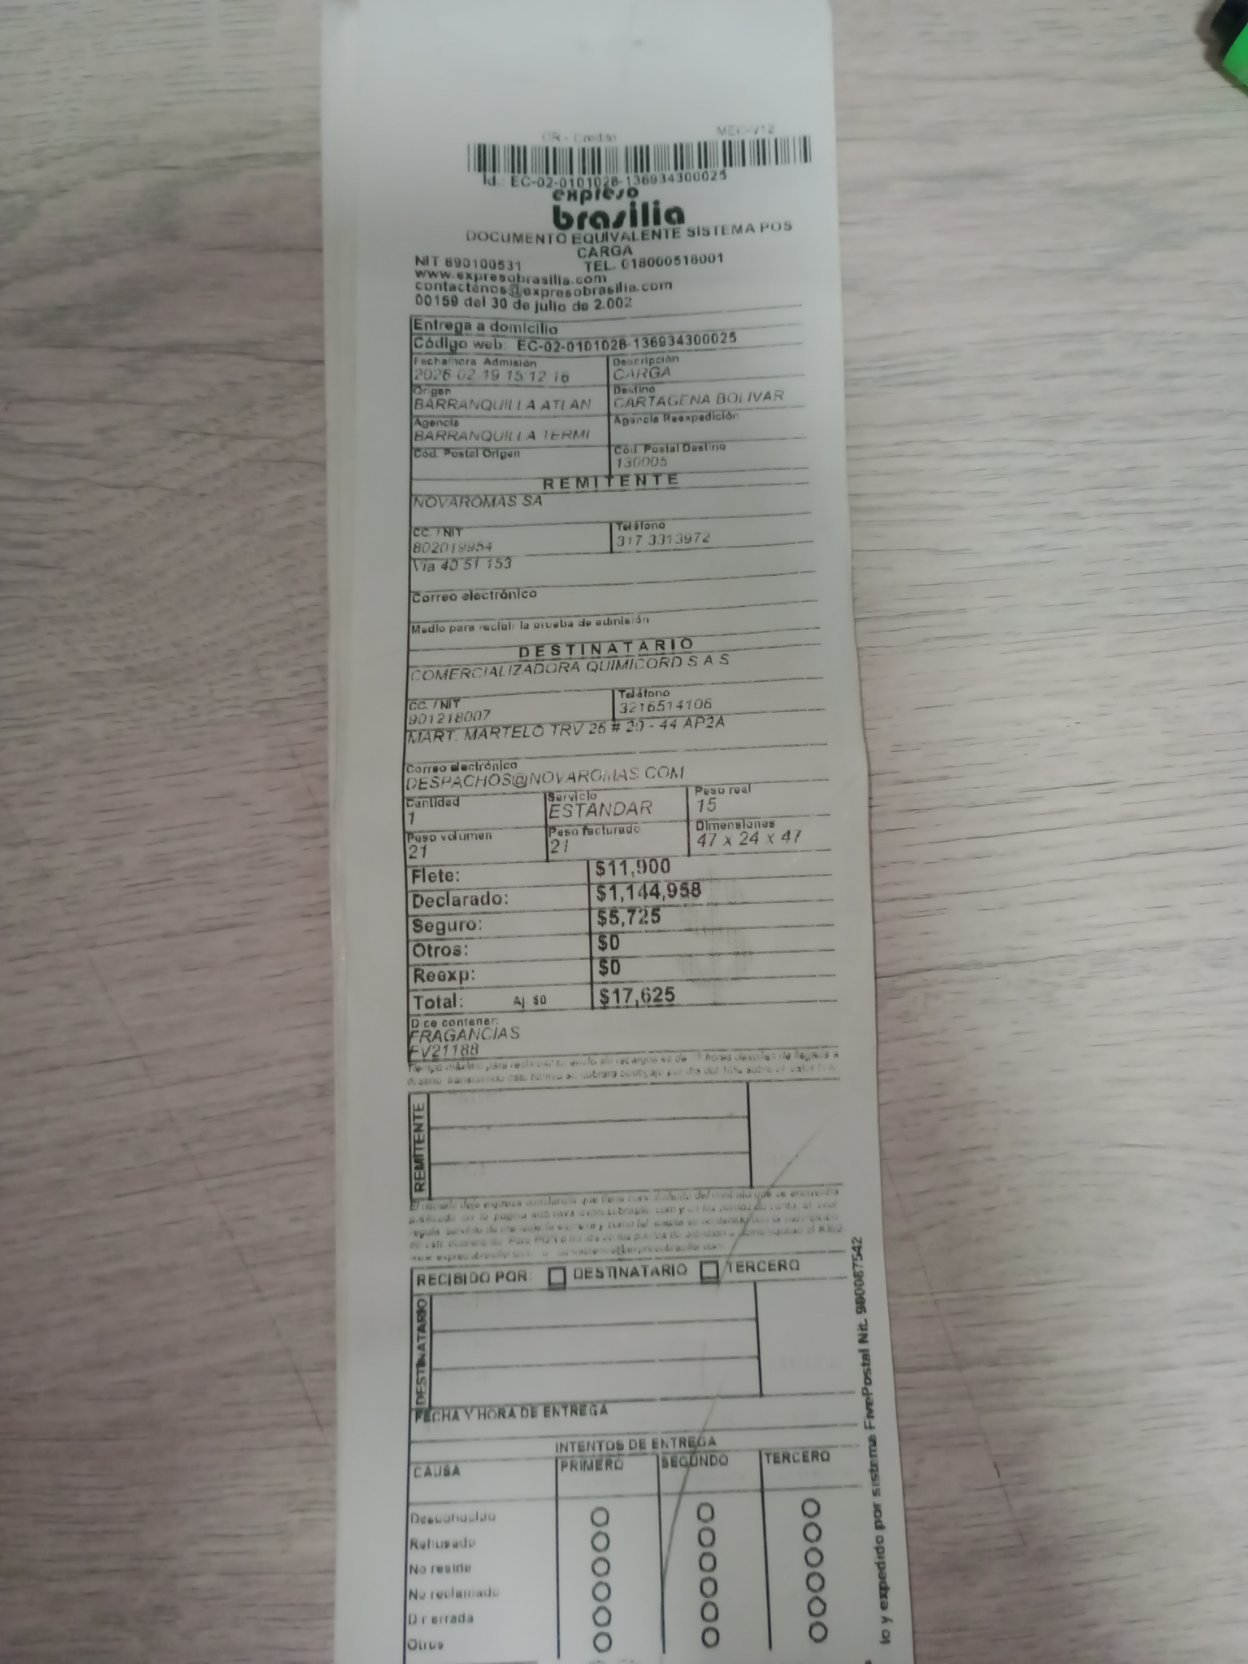 CR - Credito MEC-V12
Id. EC-02-0101028-136934300025
expreso
brasilia
DOCUMENTO EQUIVALENTE SISTEMA POS
CARGA
NIT 890100531 TEL. 018000518001
www.expresobrasilia.com
contactenos@expresobrasilia.com
00159 del 30 de julio de 2.002
Entrega a domicilio
Código web: EC-02-0101028-136934300025
Fecha/hora Admisión Descripción
2026 02 19 15:12:16 CARGA
Origen Destino
BARRANQUILLA ATLAN CARTAGENA BOLIVAR
Agencia Agencia Reexpedición
BARRANQUILLA TERMI
Cód. Postal Origen Cód. Postal Destino
130005
REMITENTE
NOVAROMAS SA
CC. / NIT Teléfono
802019954 317 3313972
Via 40 51 153
Correo electrónico
Medio para recibir la prueba de admisión
DESTINATARIO
COMERCIALIZADORA QUIMICORD S A S
CC. / NIT Teléfono
901218007 3216514106
MART. MARTELO TRV 26 # 20 - 44 AP2A
Correo electrónico
DESPACHOS@NOVAROMAS.COM
Cantidad Servicio Peso real
1 ESTANDAR 15
Peso volumen Peso facturado Dimensiones
21 21 47 x 24 x 47
Flete: $11,900
Declarado: $1,144,958
Seguro: $5,725
Otros: $0
Reexp: $0
Total: Aj $0 $17,625
Dice contener:
FRAGANCIAS
FV21188
REMITENTE
RECIBIDO POR: DESTINATARIO TERCERO
DESTINATARIO
FECHA Y HORA DE ENTREGA
INTENTOS DE ENTREGA
CAUSA PRIMERO SEGUNDO TERCERO
Desconocido
Rehusado
No reside
No reclamado
Dir errada
Otros
lo y expedido por sistema FivePostal Nit. 900087542